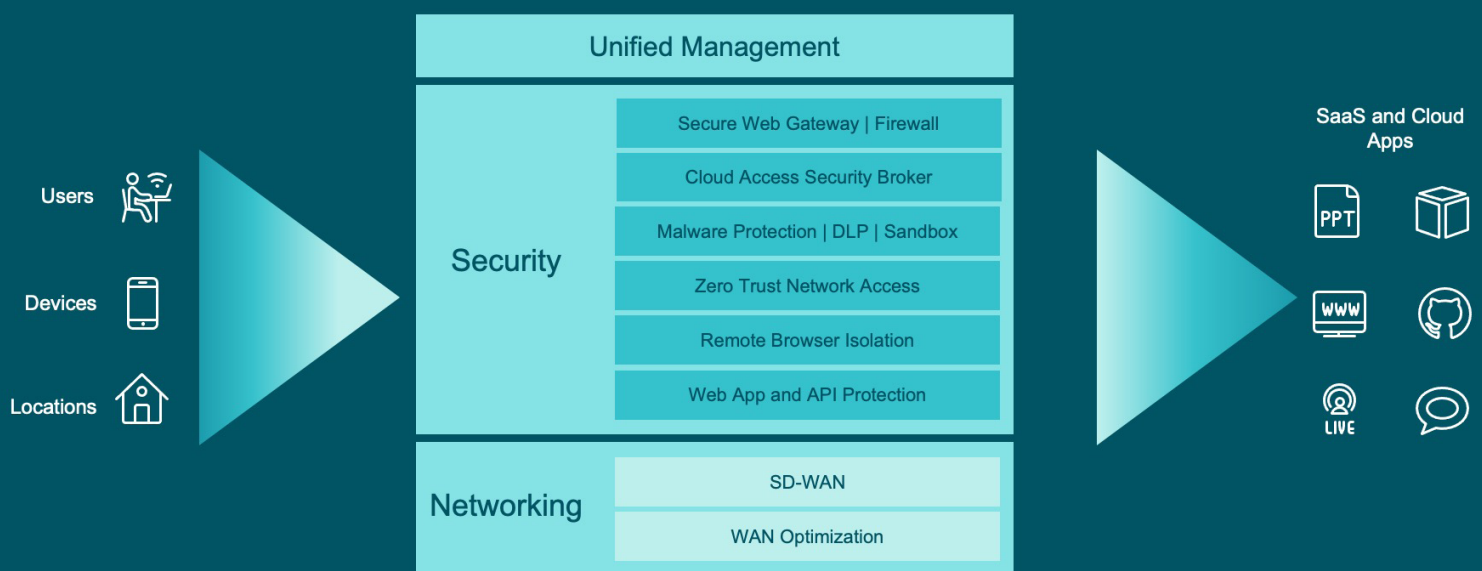 Unified Management
Security
Secure Web Gateway | Firewall
Cloud Access Security Broker
Malware Protection | DLP | Sandbox
Zero Trust Network Access
Remote Browser Isolation
Web App and API Protection
Networking
SD-WAN
WAN Optimization
Users
Devices
Locations
SaaS and Cloud
Apps
PPT
WWW
LIVE